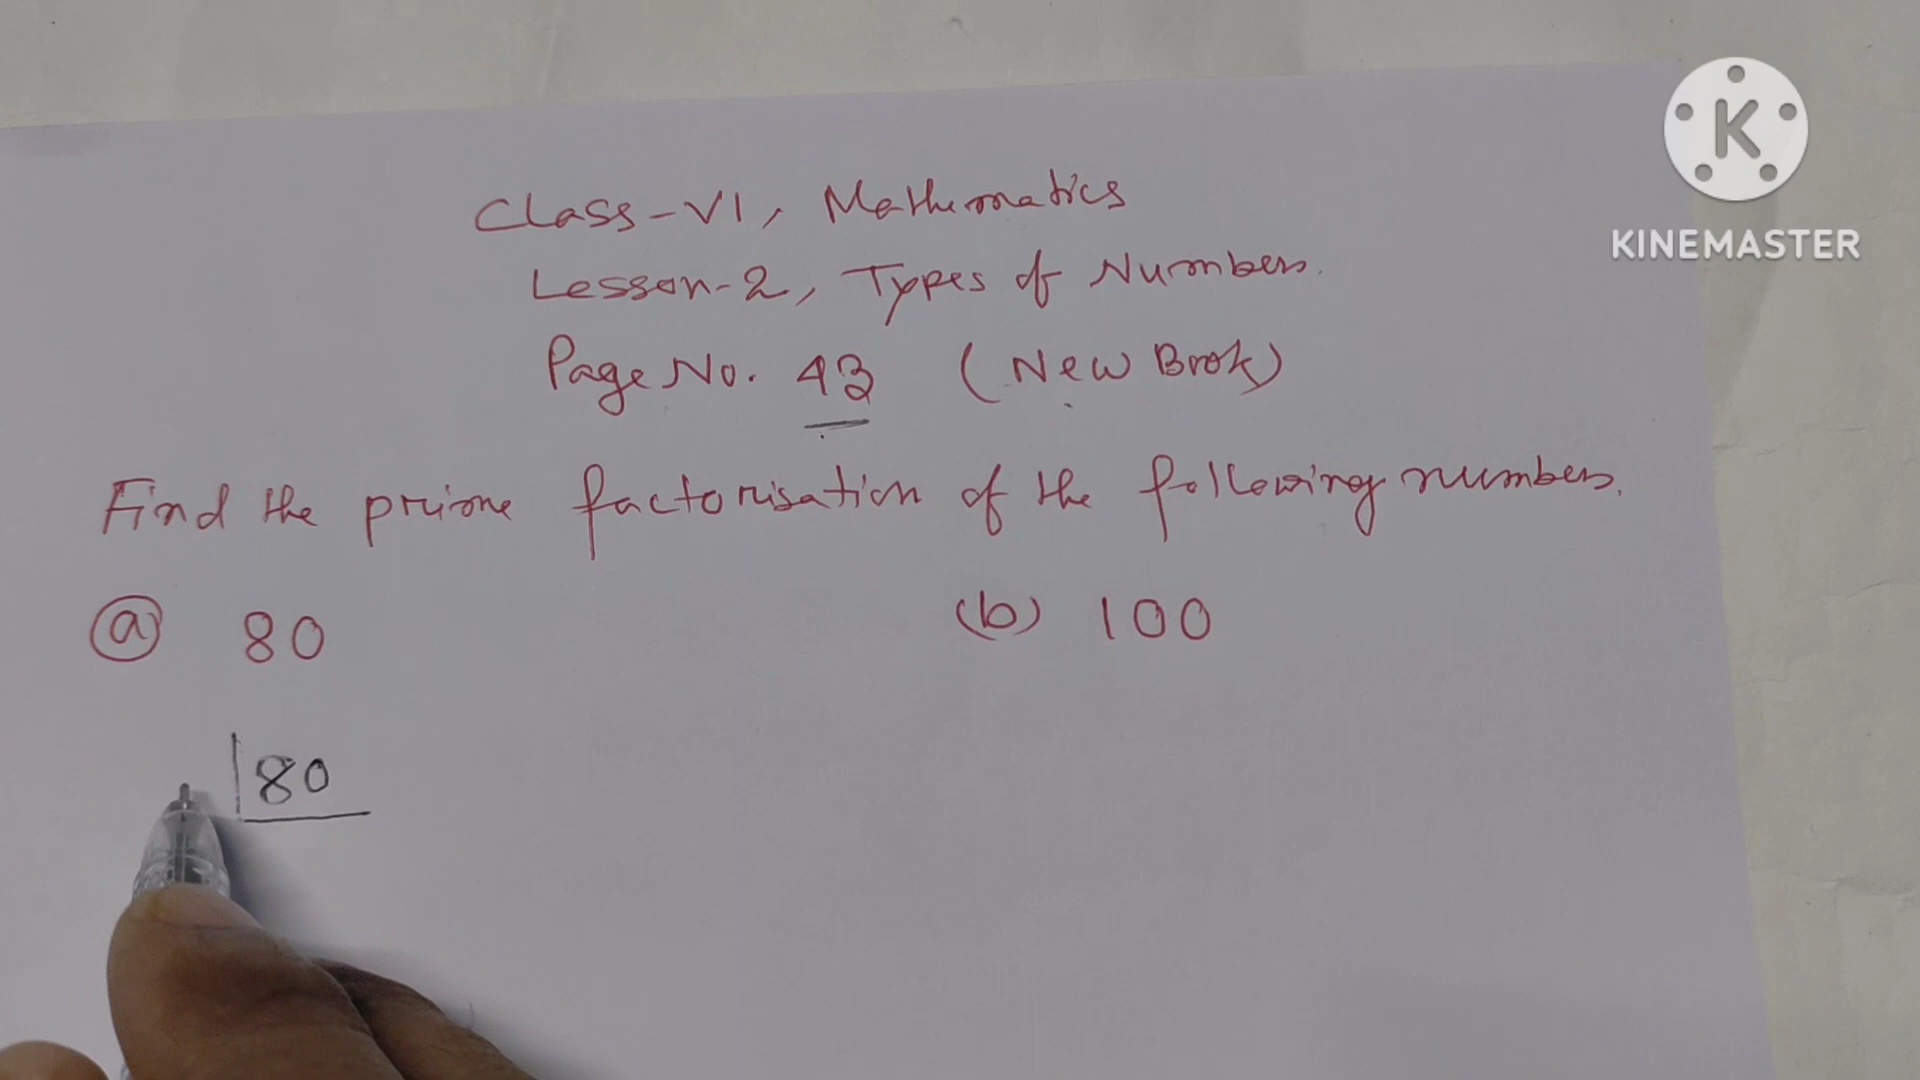 K
KINEMASTER
Class-VI, Mathematics
Lesson-2, Types of Numbers.
Page No. 43 (New Book)
Find the prime factorisation of the following numbers.
(a) 80 (b) 100
80